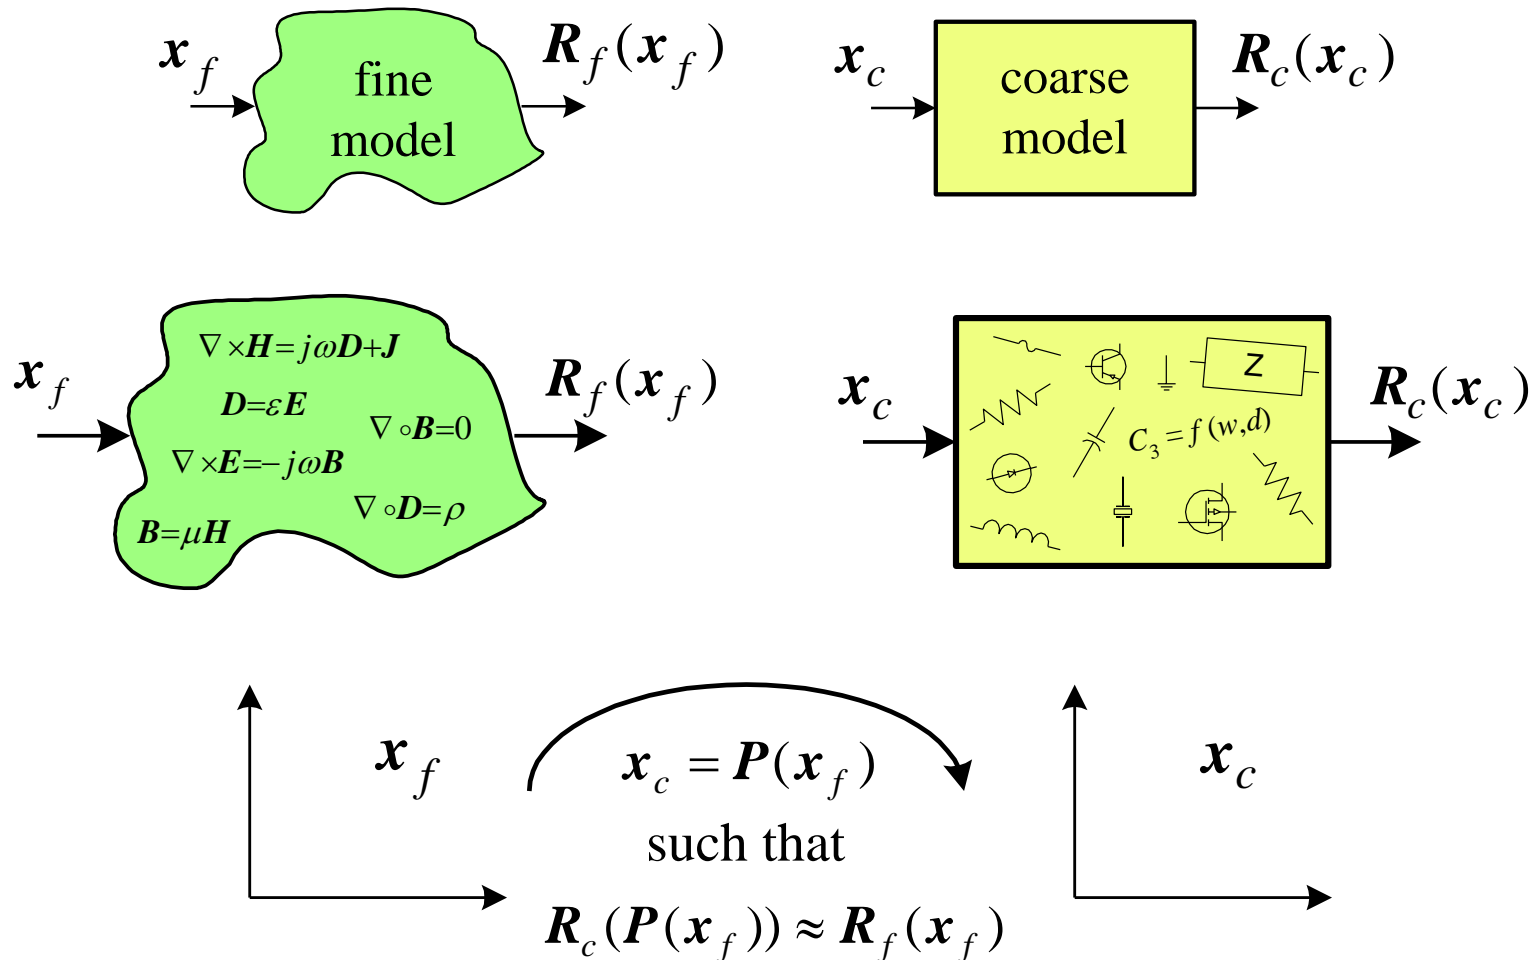 x_f
fine
model
R_f(x_f)
x_c
coarse
model
R_c(x_c)
x_f
∇×H=jωD+J
D=εE
∇∘B=0
∇×E=−jωB
∇∘D=ρ
B=μH
R_f(x_f)
x_c
Z
C_3=f(w,d)
R_c(x_c)
x_f
x_c = P(x_f)
such that
R_c(P(x_f)) ≈ R_f(x_f)
x_c